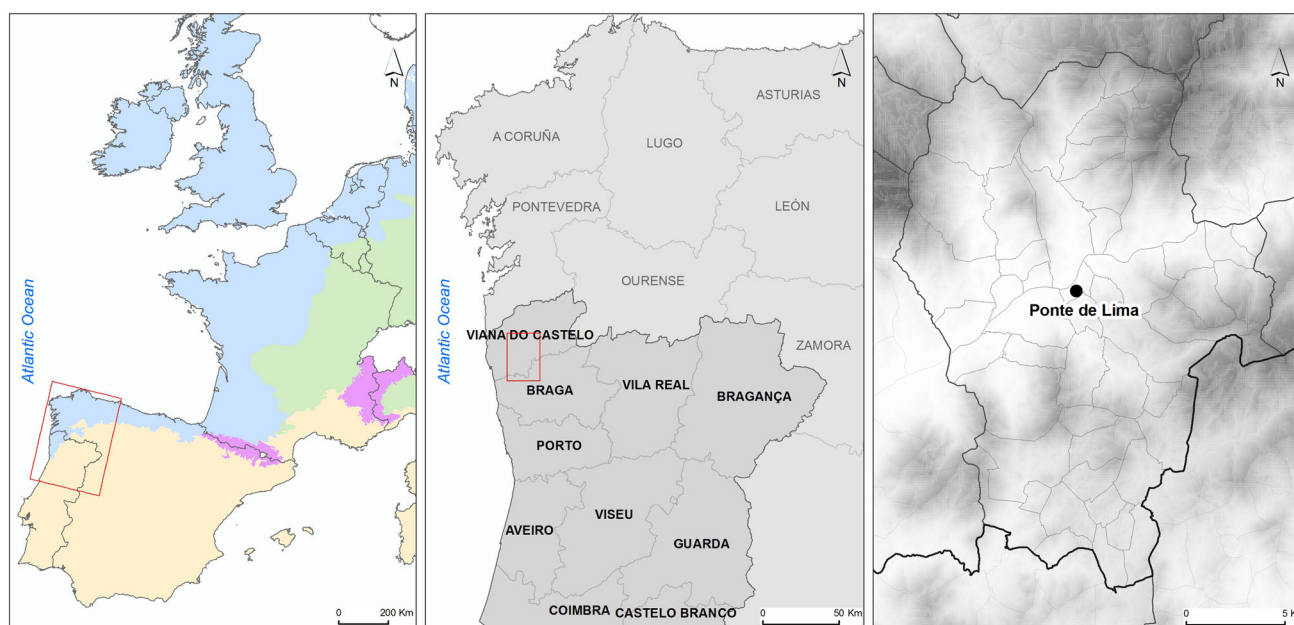 Atlantic Ocean
N
0
200 Km
Atlantic Ocean
N
ASTURIAS
A CORUÑA
LUGO
PONTEVEDRA
LEÓN
OURENSE
VIANA DO CASTELO
ZAMORA
BRAGA
VILA REAL
BRAGANÇA
PORTO
AVEIRO
VISEU
GUARDA
COIMBRA
CASTELO BRANCO
0
50 Km
N
Ponte de Lima
0
5 K